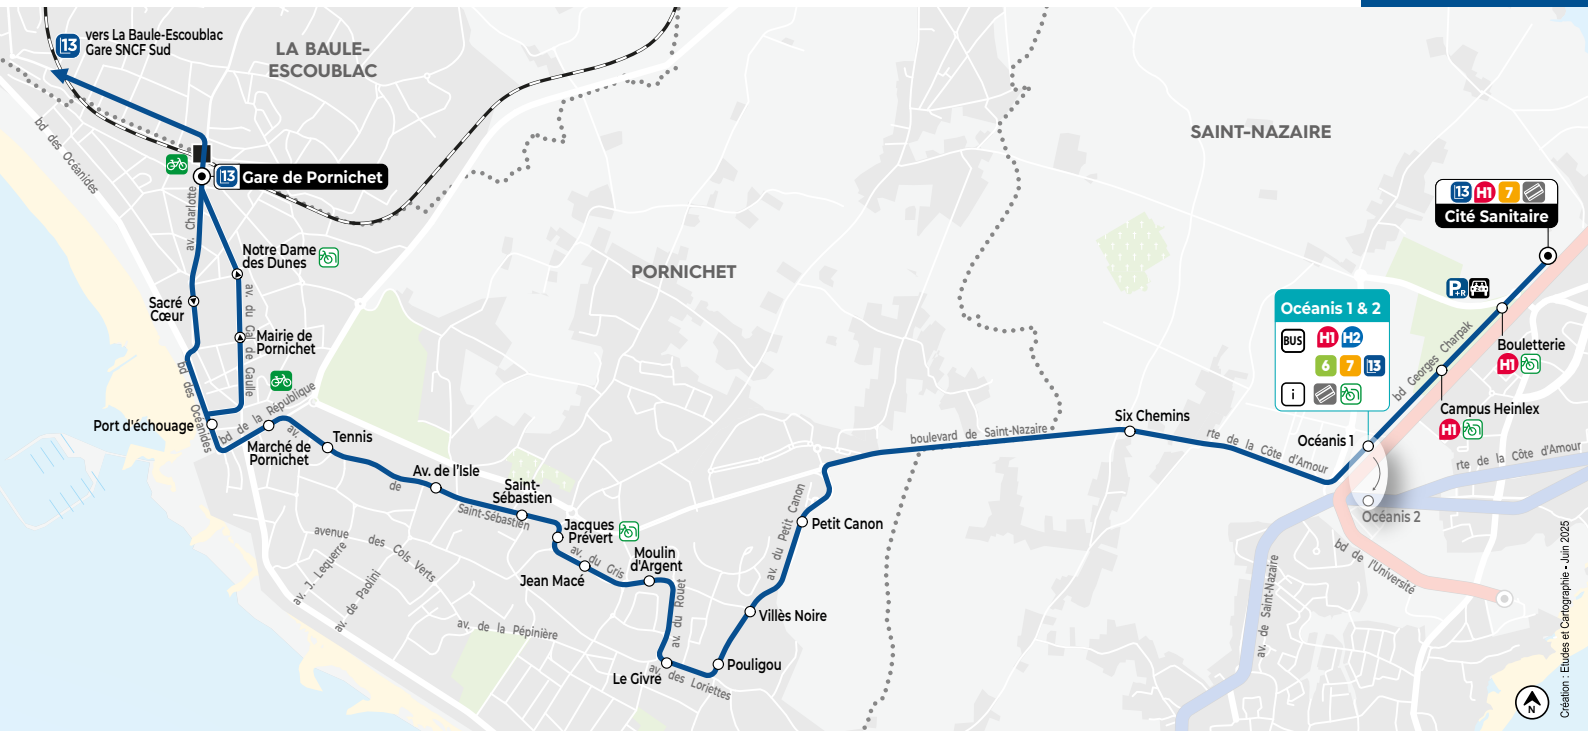 13
vers La Baule-Escoublac
Gare SNCF Sud
LA BAULE-
ESCOUBLAC
bd des Océanides
13 Gare de Pornichet
av. Charlotte
Notre Dame
des Dunes
Sacré
Cœur
av. du Gal de Gaulle
Mairie de
Pornichet
bd des Océanides
bd de la République
Port d'échouage
Marché de
Pornichet
av.
Tennis
de
Av. de l'Isle
Saint-Sébastien
Saint-
Sébastien
Jacques
Prévert
av. du Gris
Jean Macé
Moulin
d'Argent
av. du Rouet
Le Givré
av. des Loriettes
Pouligou
Villès Noire
av. du Petit Canon
Petit Canon
avenue des Cols Verts
av. J. Lequerre
av. de Paolini
av. de la Pépinière
PORNICHET
boulevard de Saint-Nazaire
Six Chemins
rte de la Côte d'Amour
SAINT-NAZAIRE
13 H1 7
Cité Sanitaire
P+R
Océanis 1 & 2
BUS H1 H2
6 7 13
i
bd Georges Charpak
Bouletterie
H1
Campus Heinlex
H1
Océanis 1
Océanis 2
rte de la Côte d'Amour
bd de l'Université
av. de Saint-Nazaire
N
Création : Etudes et Cartographie • Juin 2025